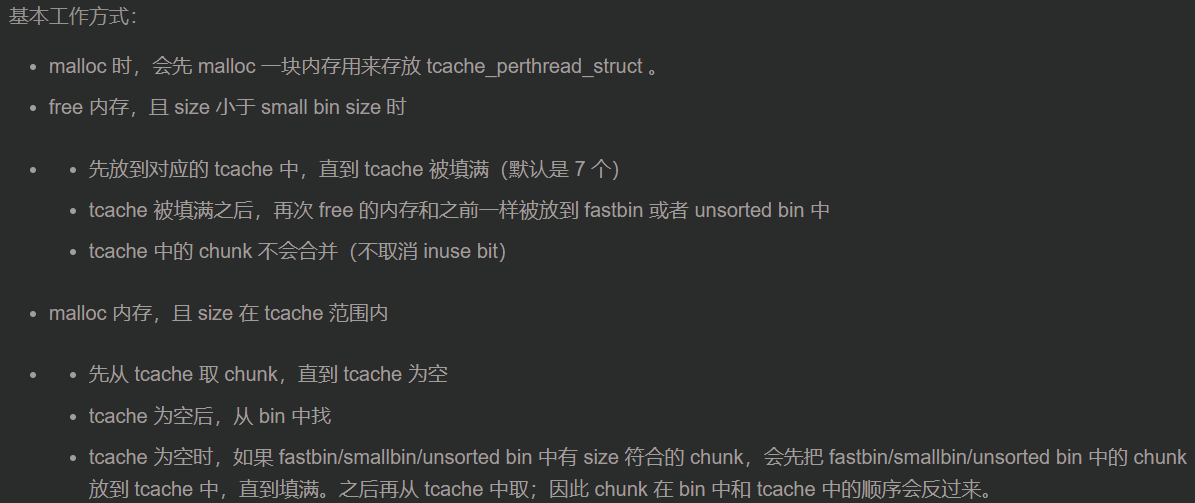 基本工作方式：
malloc 时，会先 malloc 一块内存用来存放 tcache_perthread_struct 。
free 内存，且 size 小于 small bin size 时
先放到对应的 tcache 中，直到 tcache 被填满（默认是 7 个）
tcache 被填满之后，再次 free 的内存和之前一样被放到 fastbin 或者 unsorted bin 中
tcache 中的 chunk 不会合并（不取消 inuse bit）
malloc 内存，且 size 在 tcache 范围内
先从 tcache 取 chunk，直到 tcache 为空
tcache 为空后，从 bin 中找
tcache 为空时，如果 fastbin/smallbin/unsorted bin 中有 size 符合的 chunk，会先把 fastbin/smallbin/unsorted bin 中的 chunk
放到 tcache 中，直到填满。之后再从 tcache 中取；因此 chunk 在 bin 中和 tcache 中的顺序会反过来。